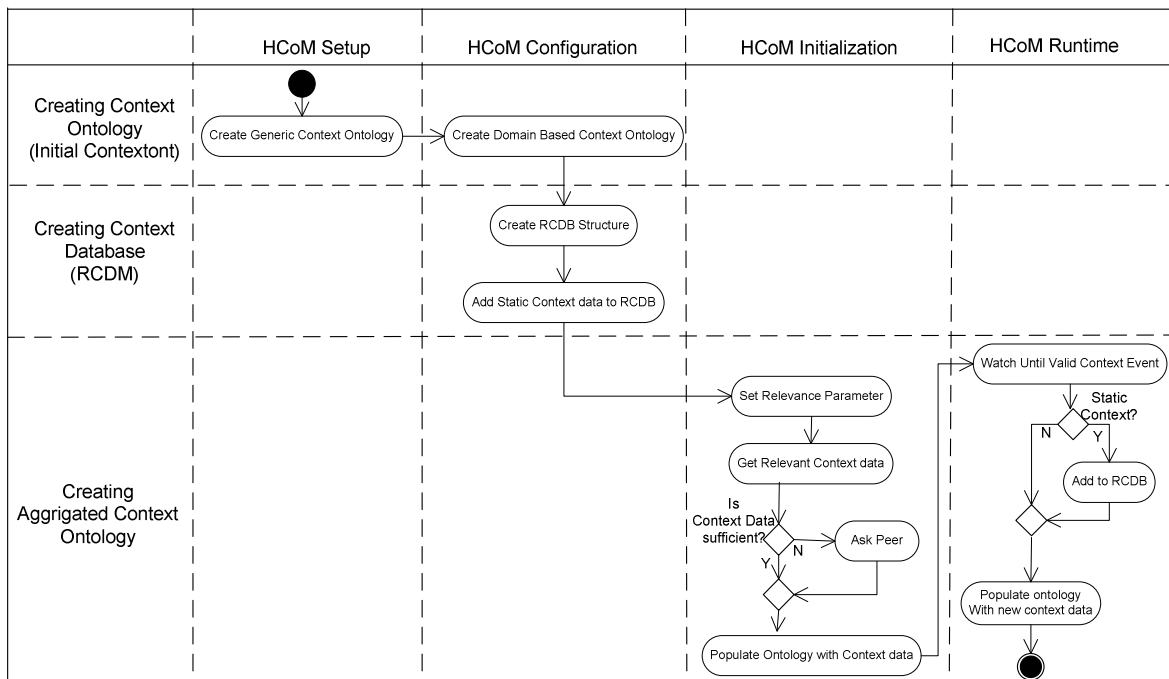 HCoM Setup
HCoM Configuration
HCoM Initialization
HCoM Runtime
Creating Context
Ontology
(Initial Contextont)
Create Generic Context Ontology
Create Domain Based Context Ontology
Creating Context
Database
(RCDM)
Create RCDB Structure
Add Static Context data to RCDB
Creating
Aggrigated Context
Ontology
Set Relevance Parameter
Get Relevant Context data
Is
Context Data
sufficient?
N
Y
Ask Peer
Populate Ontology with Context data
Watch Until Valid Context Event
Static
Context?
N
Y
Add to RCDB
Populate ontology
With new context data